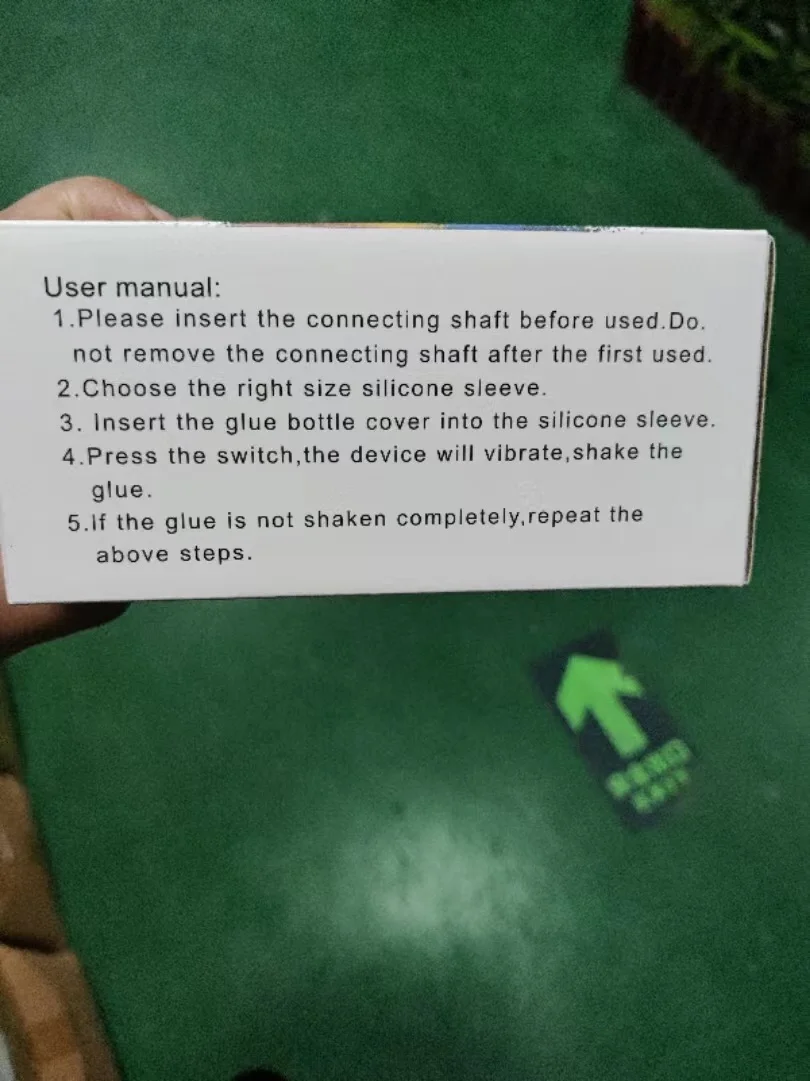 User manual:
1.Please insert the connecting shaft before used.Do.
not remove the connecting shaft after the first used.
2.Choose the right size silicone sleeve.
3. Insert the glue bottle cover into the silicone sleeve.
4.Press the switch,the device will vibrate,shake the
glue.
5.If the glue is not shaken completely,repeat the
above steps.